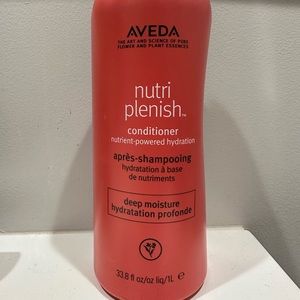 AVEDA
THE ART AND SCIENCE OF PURE
FLOWER AND PLANT ESSENCES
nutri
plenish™
conditioner
nutrient-powered hydration
après-shampooing
hydratation à base
de nutriments
deep moisture
hydratation profonde
33.8 fl oz/oz liq/1L ℮